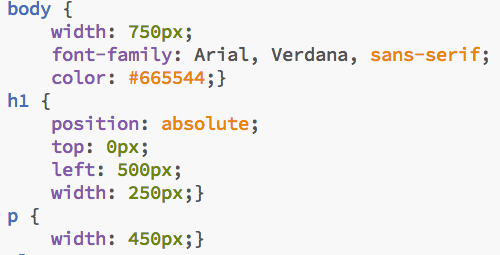 body {
    width: 750px;
    font-family: Arial, Verdana, sans-serif;
    color: #665544;}
h1 {
    position: absolute;
    top: 0px;
    left: 500px;
    width: 250px;}
p {
    width: 450px;}